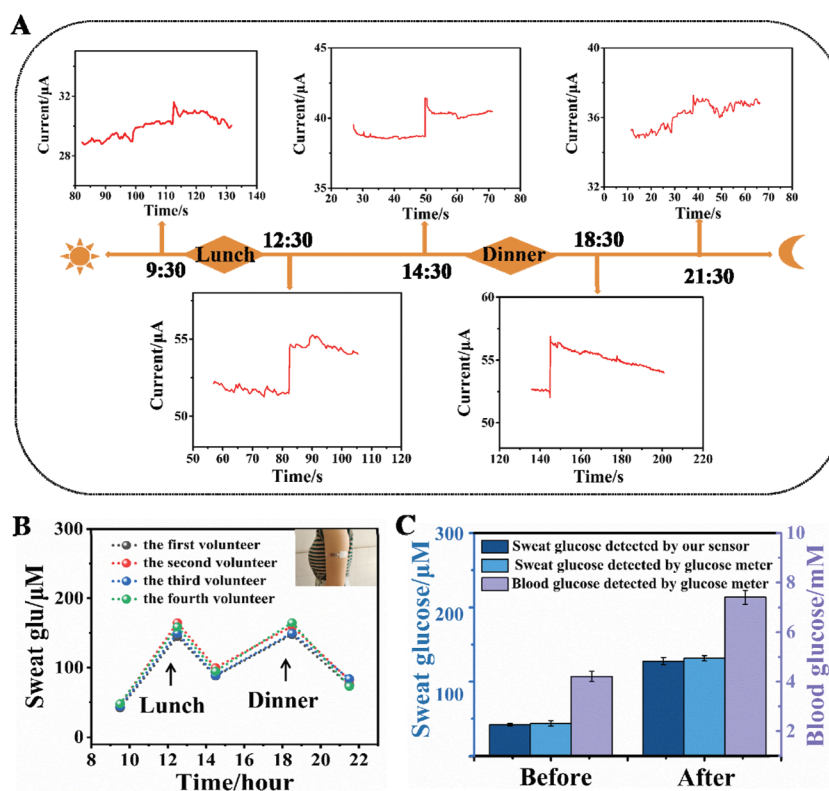 A
Current/μA
32
30
28
80 90 100 110 120 130 140
Time/s
Current/μA
45
40
35
20 30 40 50 60 70 80
Time/s
Current/μA
40
36
32
0 10 20 30 40 50 60 70 80
Time/s
9:30
Lunch
12:30
14:30
Dinner
18:30
21:30
Current/μA
55
50
50 60 70 80 90 100 110 120
Time/s
Current/μA
60
55
50
120 140 160 180 200 220
Time/s
B
Sweat glu/μM
300
200
100
0
the first volunteer
the second volunteer
the third volunteer
the fourth volunteer
Lunch
Dinner
8 10 12 14 16 18 20 22
Time/hour
C
Sweat glucose/μM
300
200
100
Sweat glucose detected by our sensor
Sweat glucose detected by glucose meter
Blood glucose detected by glucose meter
10
8
6
4
2
Blood glucose/mM
Before
After